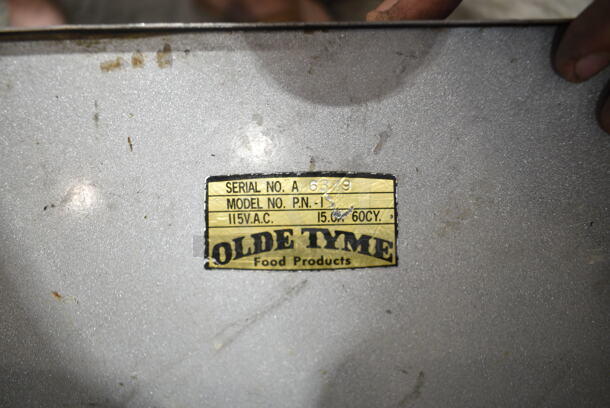 SERIAL NO. A
MODEL NO. P.N.-1
115V.A.C. 60CY.
OLDE TYME
Food Products